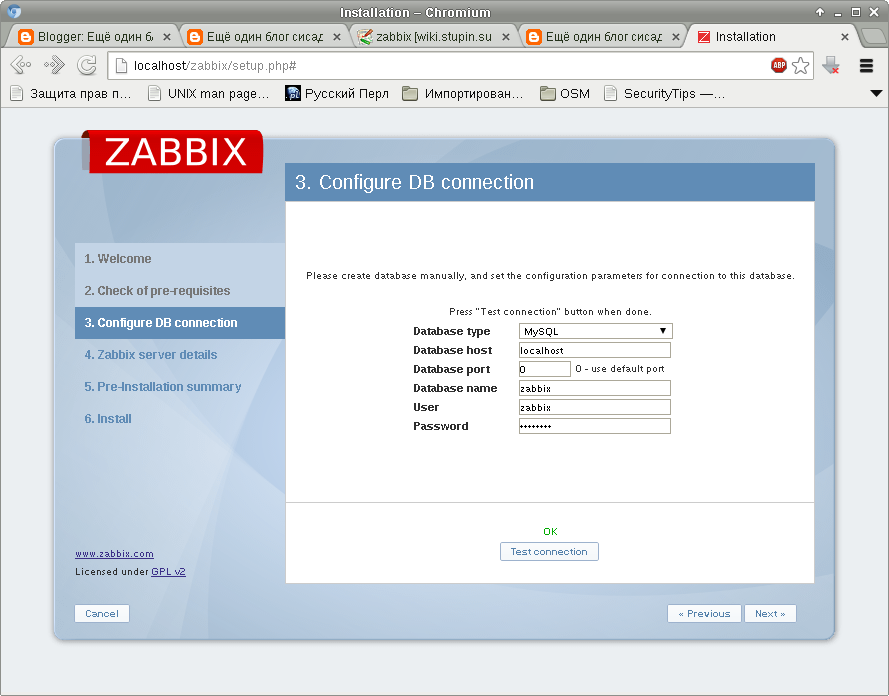 Installation – Chromium
Blogger: Ещё один бл
Ещё один блог сисад
zabbix [wiki.stupin.su
Ещё один блог сисад
Installation
localhost/zabbix/setup.php#
ABP
Защита прав п...
UNIX man page...
Русский Перл
Импортирован...
OSM
SecurityTips —...
ZABBIX
3. Configure DB connection
1. Welcome
2. Check of pre-requisites
3. Configure DB connection
4. Zabbix server details
5. Pre-Installation summary
6. Install
Please create database manually, and set the configuration parameters for connection to this database.
Press "Test connection" button when done.
Database type MySQL
Database host localhost
Database port 0 0 - use default port
Database name zabbix
User zabbix
Password ••••••••
OK
Test connection
www.zabbix.com
Licensed under GPL v2
Cancel
« Previous
Next »